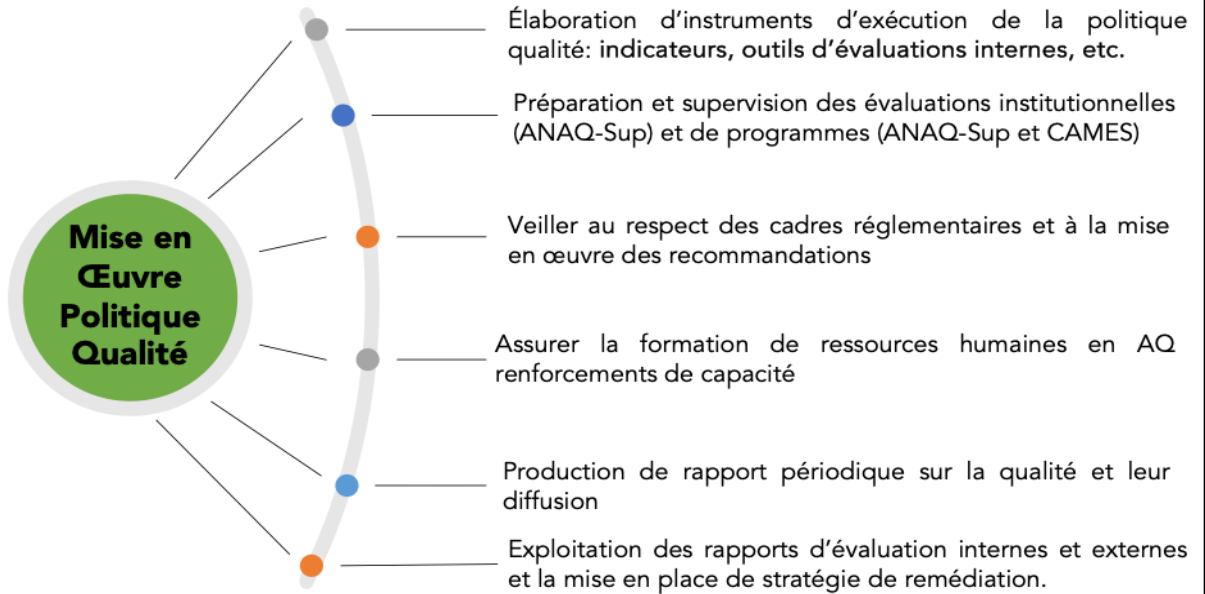 Élaboration d’instruments d’exécution de la politique
qualité: indicateurs, outils d’évaluations internes, etc.
Préparation et supervision des évaluations institutionnelles
(ANAQ-Sup) et de programmes (ANAQ-Sup et CAMES)
Mise en
Œuvre
Politique
Qualité
Veiller au respect des cadres réglementaires et à la mise
en œuvre des recommandations
Assurer la formation de ressources humaines en AQ
renforcements de capacité
Production de rapport périodique sur la qualité et leur
diffusion
Exploitation des rapports d’évaluation internes et externes
et la mise en place de stratégie de remédiation.